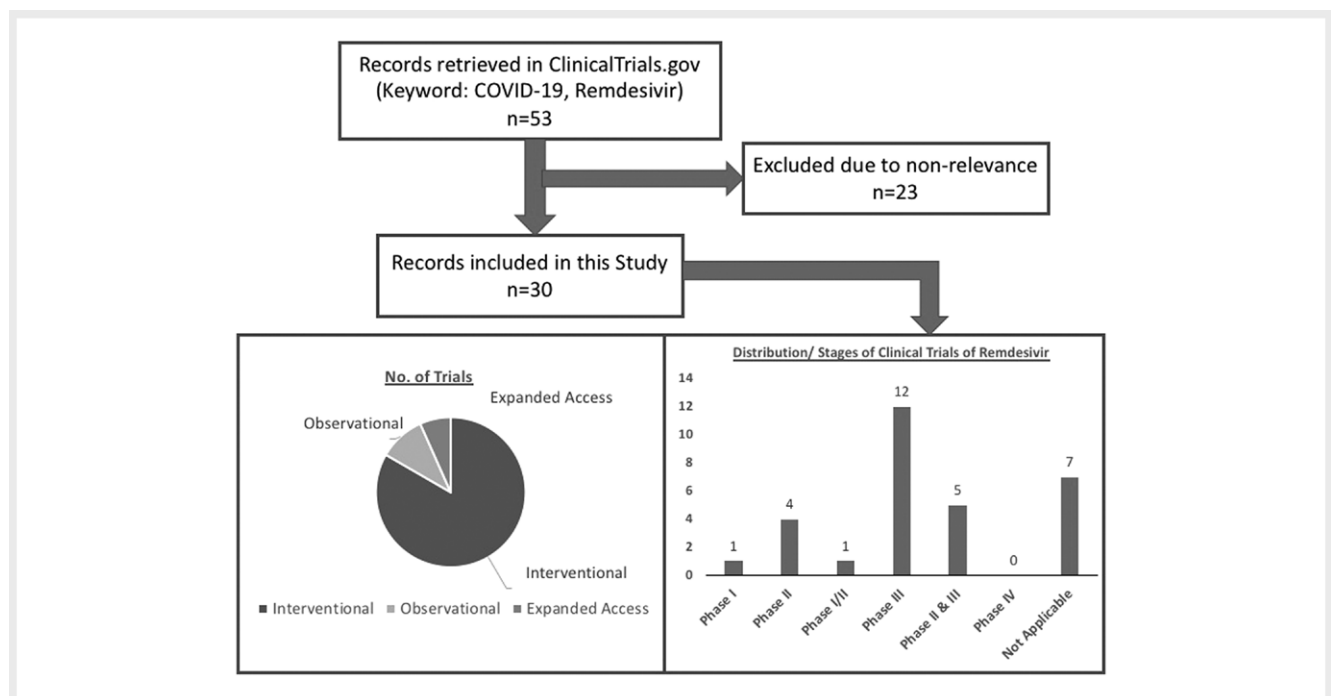 Records retrieved in ClinicalTrials.gov
(Keyword: COVID-19, Remdesivir)
n=53
Excluded due to non-relevance
n=23
Records included in this Study
n=30
No. of Trials
Expanded Access
Observational
Interventional
Interventional Observational Expanded Access
Distribution/ Stages of Clinical Trials of Remdesivir
14
12
10
8
6
4
2
0
1
4
1
12
5
0
7
Phase I
Phase II
Phase I/II
Phase III
Phase II & III
Phase IV
Not Applicable